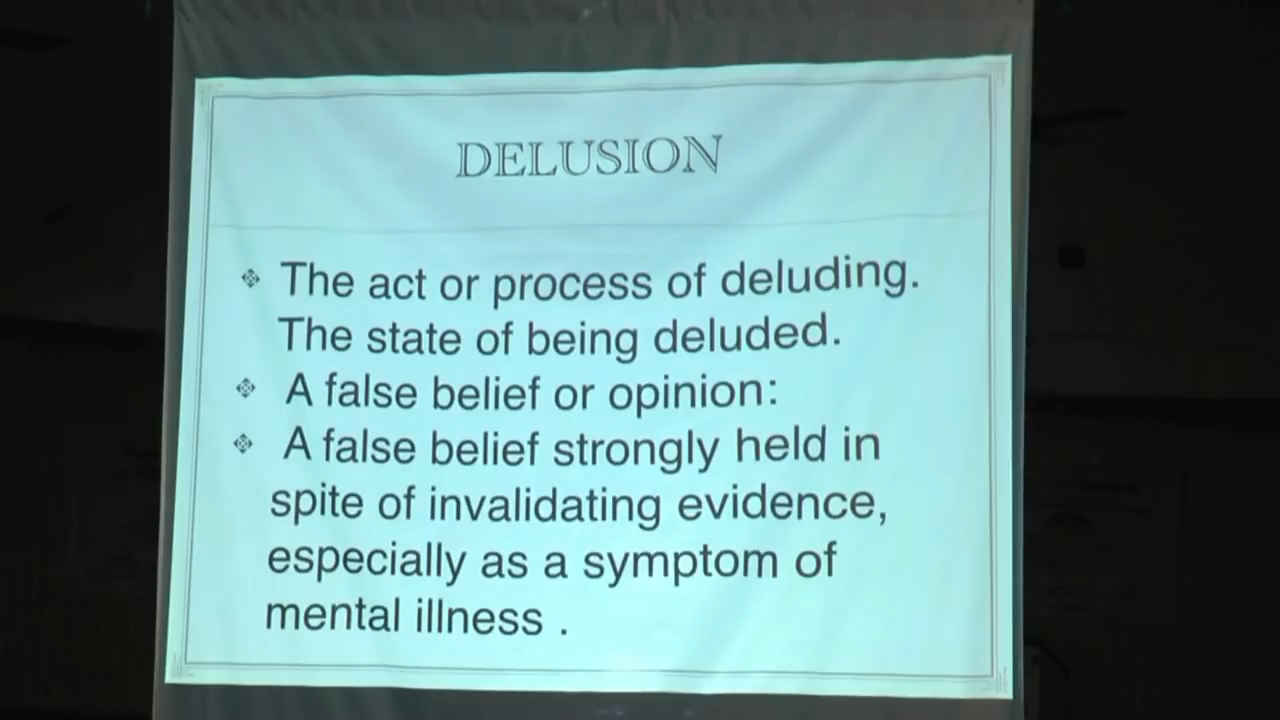 DELUSION
The act or process of deluding.
The state of being deluded.
A false belief or opinion:
A false belief strongly held in
spite of invalidating evidence,
especially as a symptom of
mental illness .